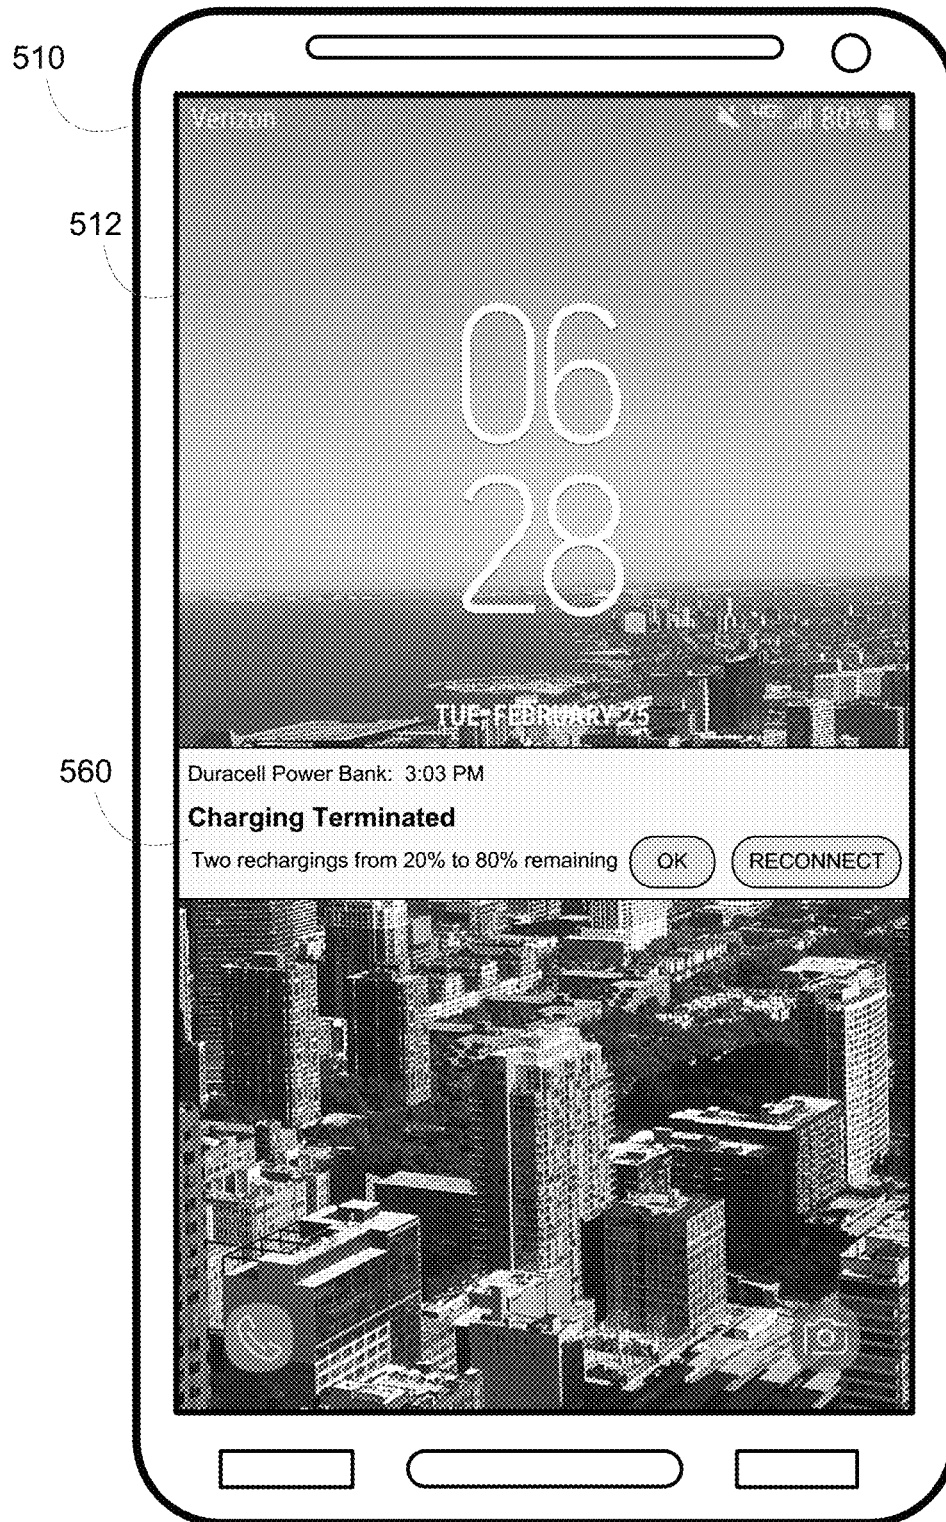 510
Verizon 80%
512
06
28
TUE, FEBRUARY 25
560
Duracell Power Bank: 3:03 PM
Charging Terminated
Two rechargings from 20% to 80% remaining OK RECONNECT